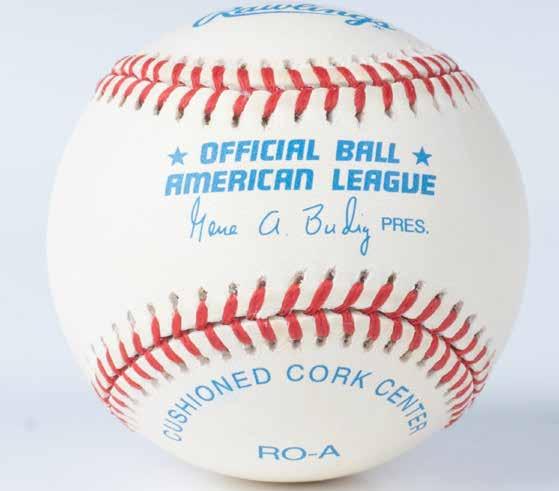 Rawlings
★ OFFICIAL BALL ★
AMERICAN LEAGUE
Gene A. Budig PRES.
CUSHIONED CORK CENTER
RO-A